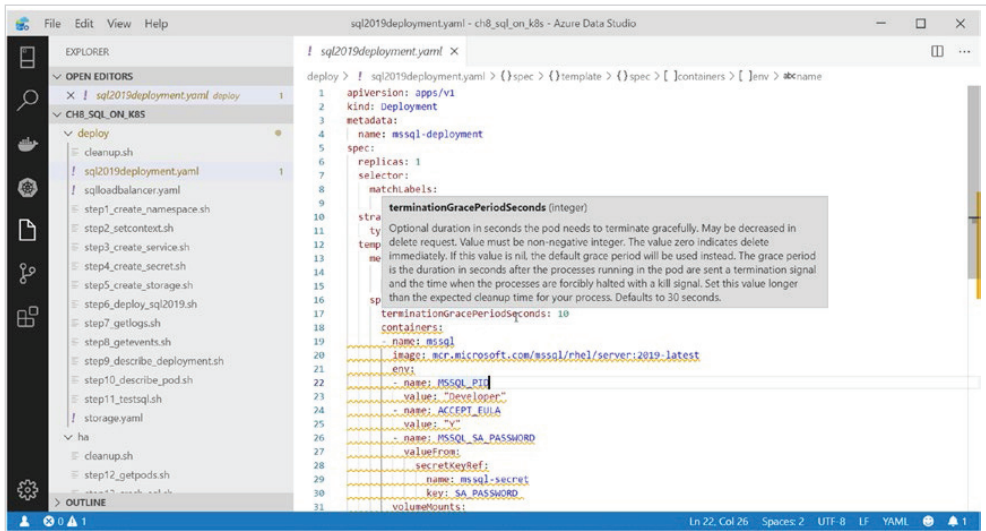 File Edit View Help
sql2019deployment.yaml - ch8_sql_on_k8s - Azure Data Studio
EXPLORER
OPEN EDITORS
sql2019deployment.yaml deploy 1
CH8_SQL_ON_K8S
deploy
cleanup.sh
sql2019deployment.yaml 1
sqlloadbalancer.yaml
step1_create_namespace.sh
step2_setcontext.sh
step3_create_service.sh
step4_create_secret.sh
step5_create_storage.sh
step6_deploy_sql2019.sh
step7_getlogs.sh
step8_getevents.sh
step9_describe_deployment.sh
step10_describe_pod.sh
step11_testsql.sh
storage.yaml
ha
cleanup.sh
step12_getpods.sh
OUTLINE
! sql2019deployment.yaml
deploy > ! sql2019deployment.yaml > {}spec > {}template > {}spec > [ ]containers > [ ]env > abc name
1 apiVersion: apps/v1
2 kind: Deployment
3 metadata:
4 name: mssql-deployment
5 spec:
6 replicas: 1
7 selector:
8 matchLabels:
9
10 stra
11 ty
12 temp
13 me
14
15
16 sp
terminationGracePeriodSeconds (integer)
Optional duration in seconds the pod needs to terminate gracefully. May be decreased in
delete request. Value must be non-negative integer. The value zero indicates delete
immediately. If this value is nil, the default grace period will be used instead. The grace period
is the duration in seconds after the processes running in the pod are sent a termination signal
and the time when the processes are forcibly halted with a kill signal. Set this value longer
than the expected cleanup time for your process. Defaults to 30 seconds.
17 terminationGracePeriodSeconds: 10
18 containers:
19 - name: mssql
20 image: mcr.microsoft.com/mssql/rhel/server:2019-latest
21 env:
22 - name: MSSQL_PID
23 value: "Developer"
24 - name: ACCEPT_EULA
25 value: "Y"
26 - name: MSSQL_SA_PASSWORD
27 valueFrom:
28 secretKeyRef:
29 name: mssql-secret
30 key: SA_PASSWORD
31 volumeMounts:
0 1
Ln 22, Col 26 Spaces: 2 UTF-8 LF YAML 1